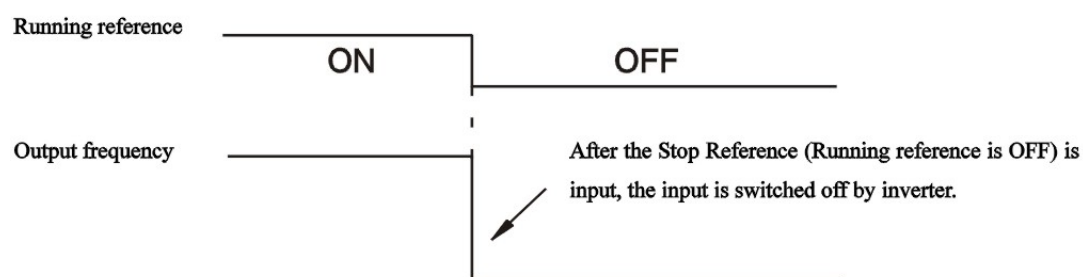 Running reference
ON
OFF
Output frequency
After the Stop Reference (Running reference is OFF) is
input, the input is switched off by inverter.